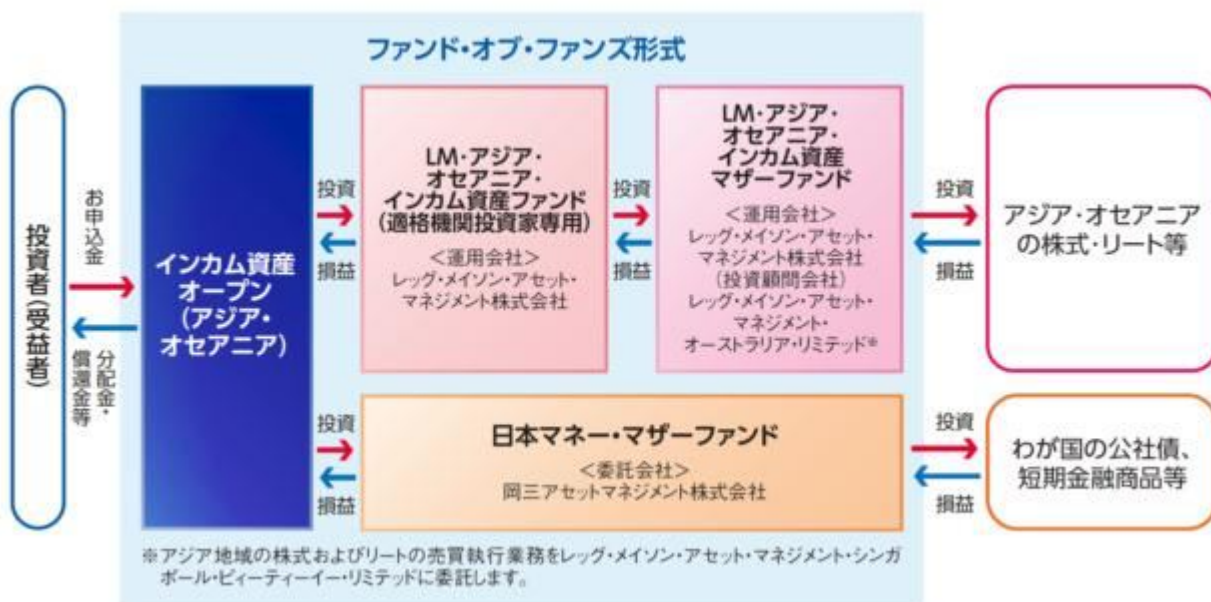 ファンド・オブ・ファンズ形式
投資者(受益者)
お申込金
分配金・
償還金等
インカム資産
オープン
(アジア・
オセアニア)
投資
損益
LM・アジア・
オセアニア・
インカム資産ファンド
(適格機関投資家専用)
<運用会社>
レッグ・メイソン・アセット・
マネジメント株式会社
投資
損益
LM・アジア・
オセアニア・
インカム資産
マザーファンド
<運用会社>
レッグ・メイソン・アセット・
マネジメント株式会社
(投資顧問会社)
レッグ・メイソン・アセット・
マネジメント・
オーストラリア・リミテッド※
投資
損益
アジア・オセアニア
の株式・リート等
投資
損益
日本マネー・マザーファンド
<委託会社>
岡三アセットマネジメント株式会社
投資
損益
わが国の公社債、
短期金融商品等
※アジア地域の株式およびリートの売買執行業務をレッグ・メイソン・アセット・マネジメント・シンガ
ポール・ピィーティーイー・リミテッドに委託します。